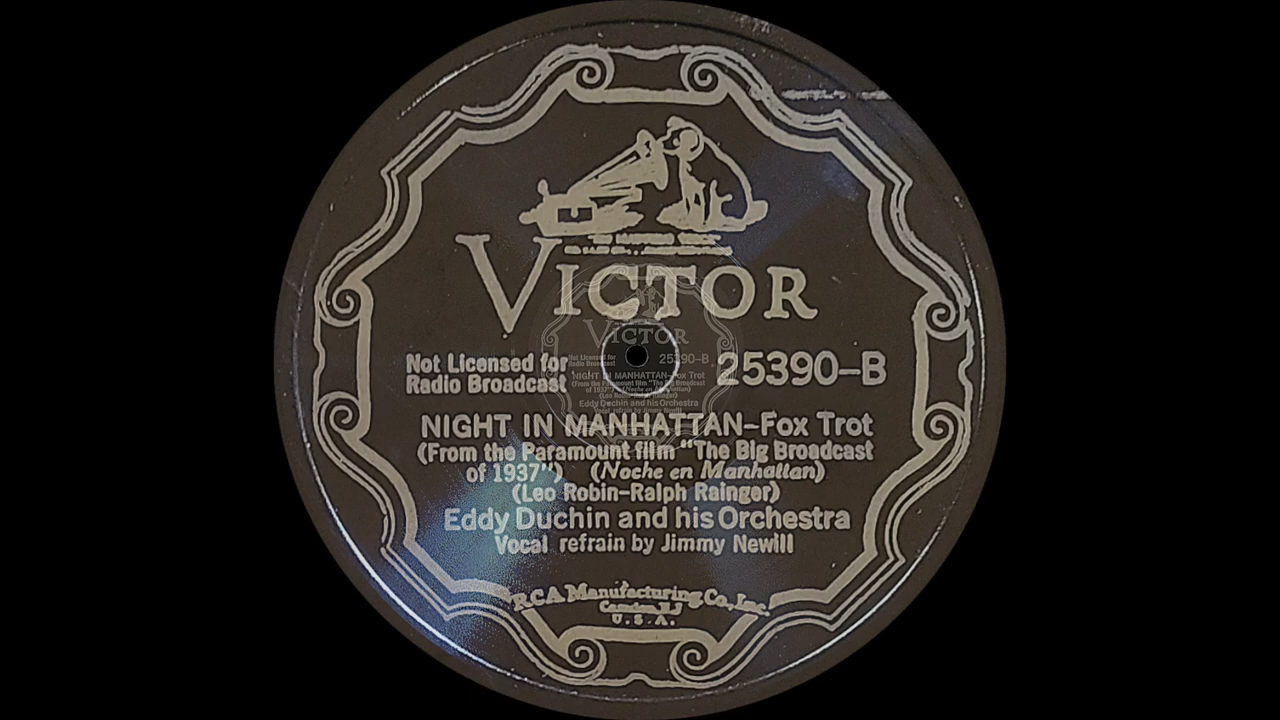 VICTOR
Not Licensed for
Radio Broadcast
25390-B
NIGHT IN MANHATTAN-Fox Trot
(From the Paramount film "The Big Broadcast
of 1937") (Noche en Manhattan)
(Leo Robin-Ralph Rainger)
Eddy Duchin and his Orchestra
Vocal refrain by Jimmy Newill
RCA Manufacturing Co., Inc.
Camden, N.J.
U.S.A.